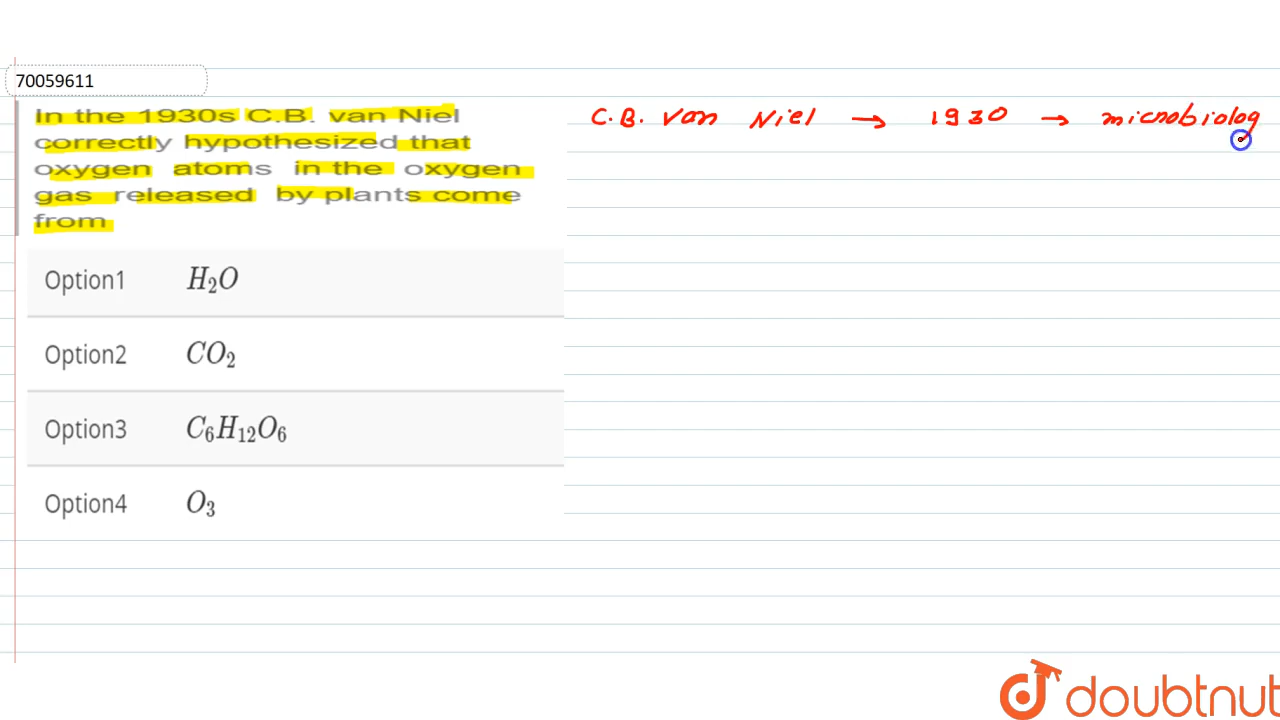 70059611
In the 1930s C.B. van Niel
correctly hypothesized that
oxygen atoms in the oxygen
gas released by plants come
from
C.B. Van Niel → 1930 → microbiolog
Option1 H₂O
Option2 CO₂
Option3 C₆H₁₂O₆
Option4 O₃
doubtnut